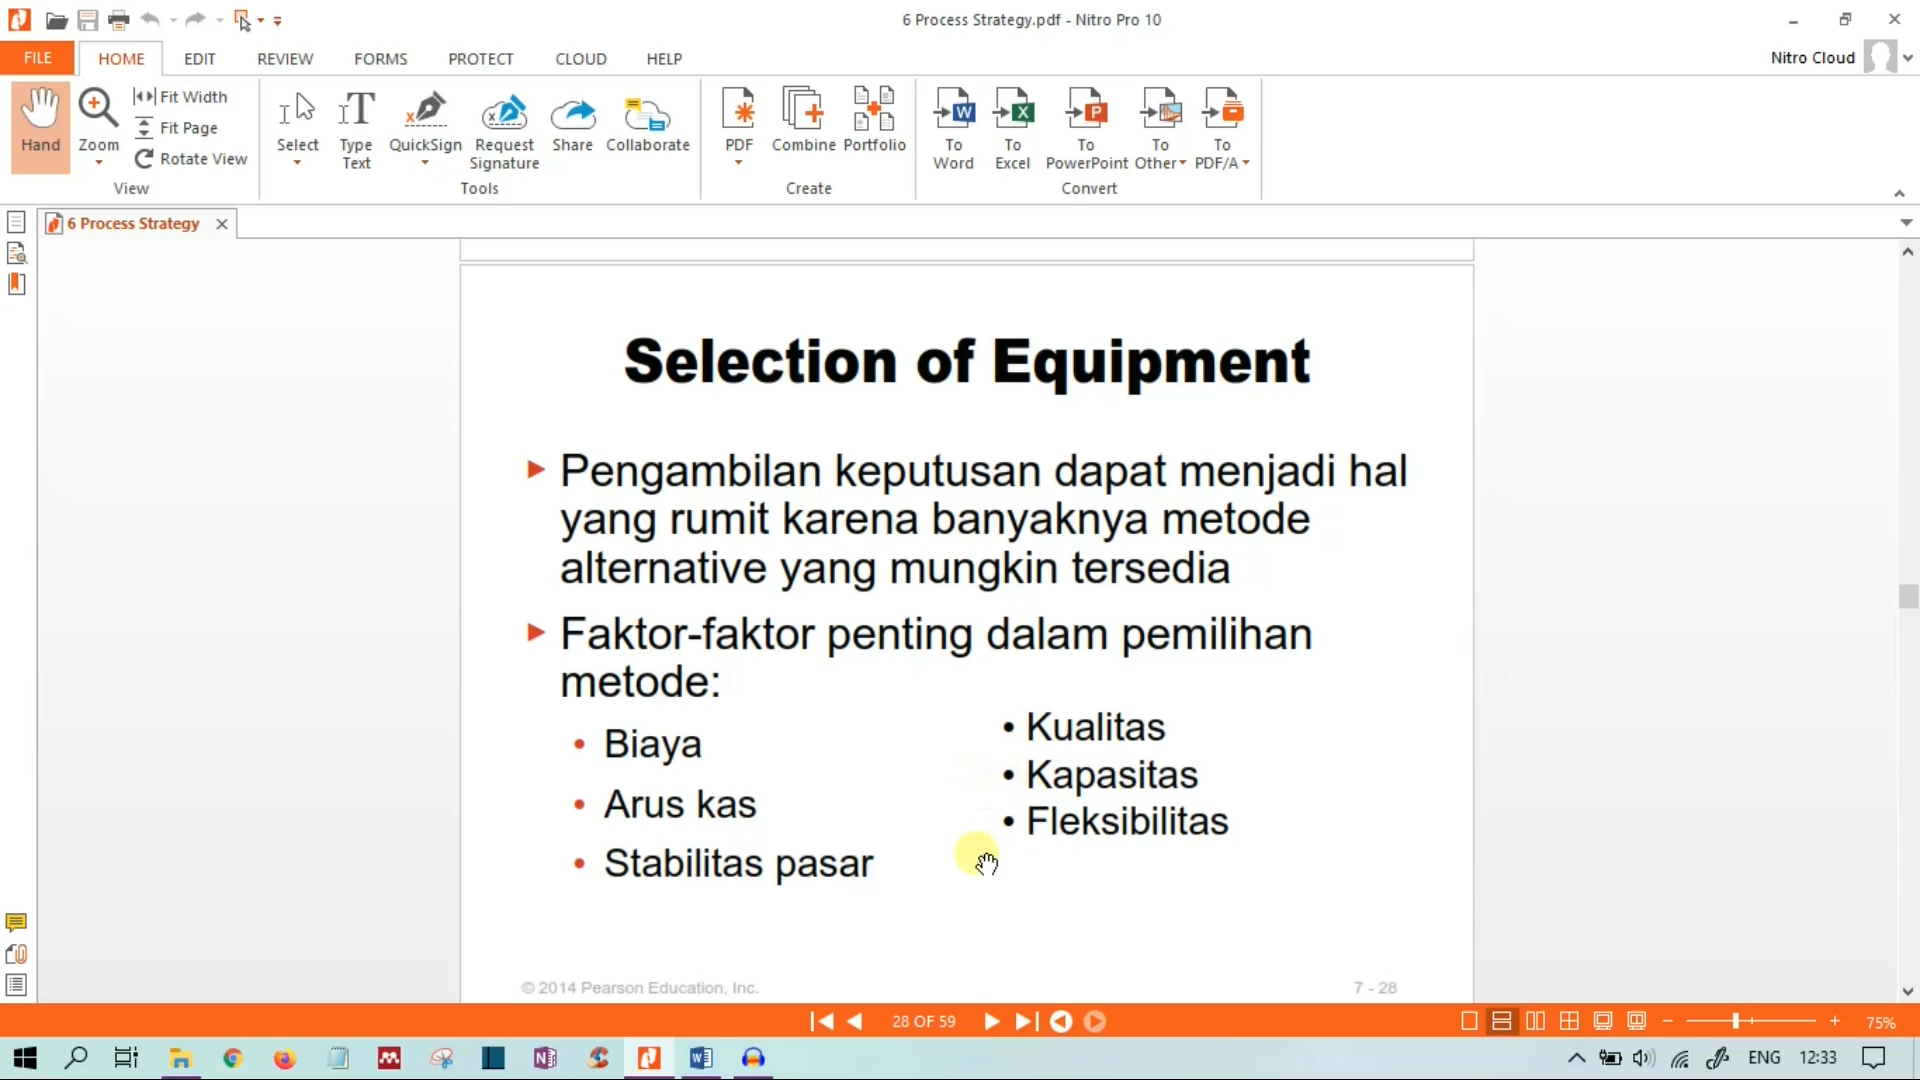 6 Process Strategy.pdf - Nitro Pro 10
FILE HOME EDIT REVIEW FORMS PROTECT CLOUD HELP
Nitro Cloud
Hand
Zoom
Fit Width
Fit Page
Rotate View
View
Select
Type Text
QuickSign
Request Signature
Share
Collaborate
Tools
PDF
Combine
Portfolio
Create
To Word
To Excel
To PowerPoint
To Other
To PDF/A
Convert
6 Process Strategy
Selection of Equipment
Pengambilan keputusan dapat menjadi hal
yang rumit karena banyaknya metode
alternative yang mungkin tersedia
Faktor-faktor penting dalam pemilihan
metode:
• Biaya
• Arus kas
• Stabilitas pasar
• Kualitas
• Kapasitas
• Fleksibilitas
© 2014 Pearson Education, Inc.
7 - 28
28 OF 59
75%
ENG 12:33